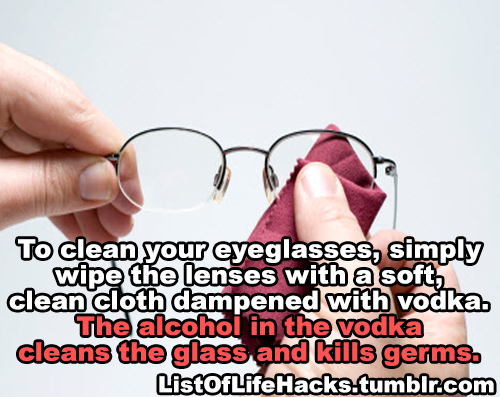 To clean your eyeglasses, simply
wipe the lenses with a soft,
clean cloth dampened with vodka.
The alcohol in the vodka
cleans the glass and kills germs.
ListOfLifeHacks.tumblr.com